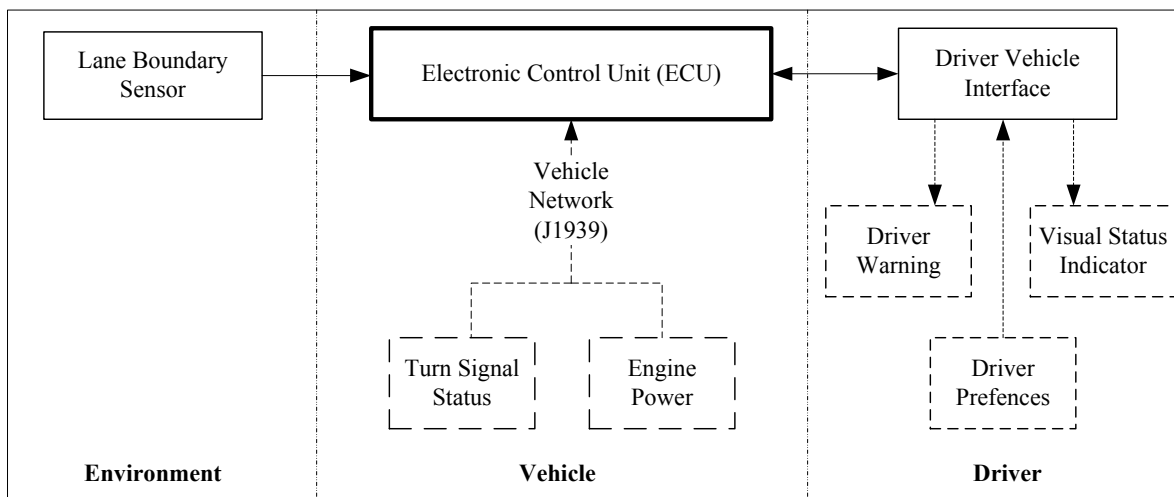 Lane Boundary
Sensor
Electronic Control Unit (ECU)
Driver Vehicle
Interface
Vehicle
Network
(J1939)
Driver
Warning
Visual Status
Indicator
Turn Signal
Status
Engine
Power
Driver
Prefences
Environment
Vehicle
Driver